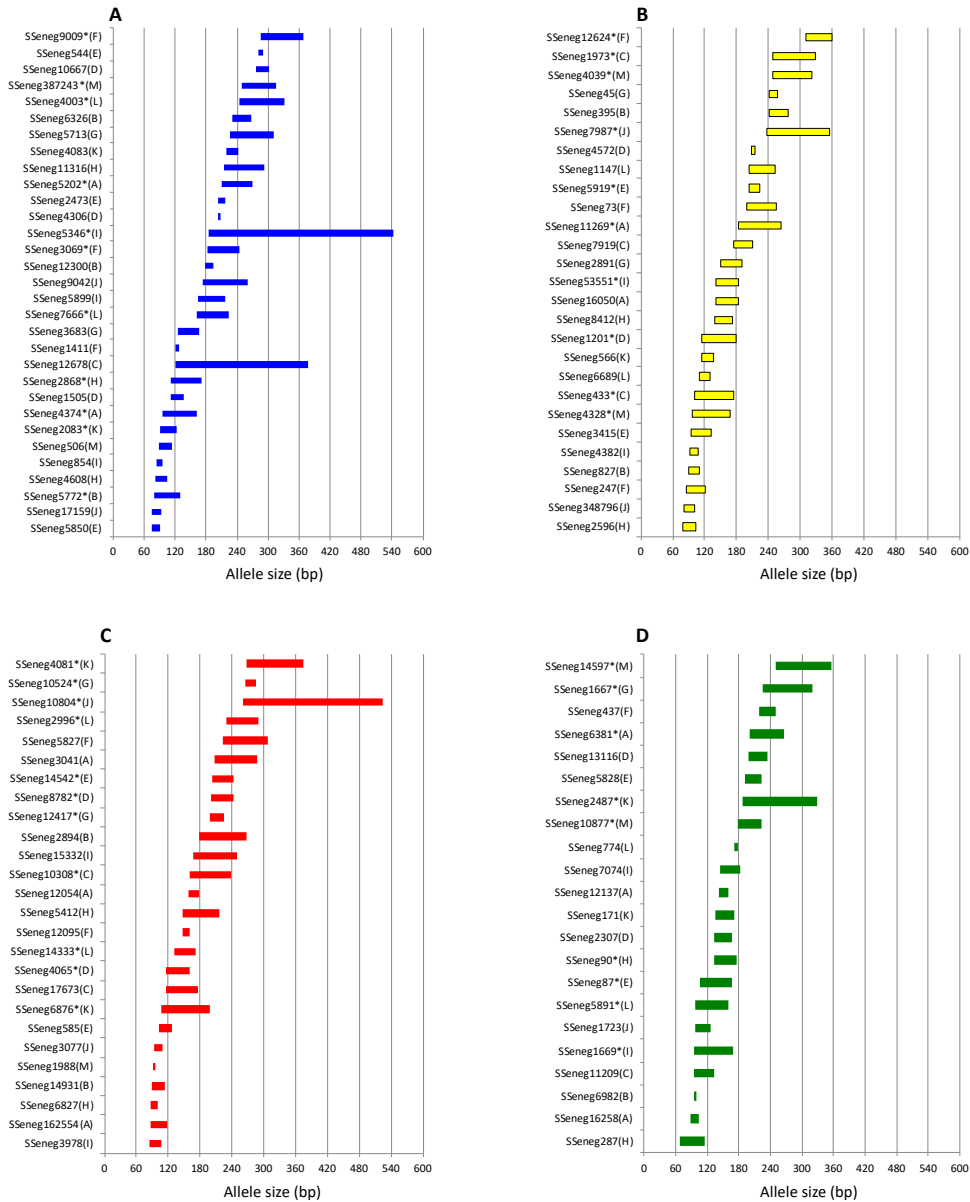 A
SSeneg9009*(F)
SSeneg544(E)
SSeneg10667(D)
SSeneg387243*(M)
SSeneg4003*(L)
SSeneg6326(B)
SSeneg5713(G)
SSeneg4083(K)
SSeneg11316(H)
SSeneg5202*(A)
SSeneg2473(E)
SSeneg4306(D)
SSeneg5346*(I)
SSeneg3069*(F)
SSeneg12300(B)
SSeneg9042(J)
SSeneg5899(I)
SSeneg7666*(L)
SSeneg3683(G)
SSeneg1411(F)
SSeneg12678(C)
SSeneg2868*(H)
SSeneg1505(D)
SSeneg4374*(A)
SSeneg2083*(K)
SSeneg506(M)
SSeneg854(I)
SSeneg4608(H)
SSeneg5772*(B)
SSeneg17159(J)
SSeneg5850(E)
0 60 120 180 240 300 360 420 480 540 600
Allele size (bp)
B
SSeneg12624*(F)
SSeneg1973*(C)
SSeneg4039*(M)
SSeneg45(G)
SSeneg395(B)
SSeneg7987*(J)
SSeneg4572(D)
SSeneg1147(L)
SSeneg5919*(E)
SSeneg73(F)
SSeneg11269*(A)
SSeneg7919(C)
SSeneg2891(G)
SSeneg53551*(I)
SSeneg16050(A)
SSeneg8412(H)
SSeneg1201*(D)
SSeneg566(K)
SSeneg6689(L)
SSeneg433*(C)
SSeneg4328*(M)
SSeneg3415(E)
SSeneg4382(I)
SSeneg827(B)
SSeneg247(F)
SSeneg348796(J)
SSeneg2596(H)
0 60 120 180 240 300 360 420 480 540 600
Allele size (bp)
C
SSeneg4081*(K)
SSeneg10524*(G)
SSeneg10804*(J)
SSeneg2996*(L)
SSeneg5827(F)
SSeneg3041(A)
SSeneg14542*(E)
SSeneg8782*(D)
SSeneg12417*(G)
SSeneg2894(B)
SSeneg15332(I)
SSeneg10308*(C)
SSeneg12054(A)
SSeneg5412(H)
SSeneg12095(F)
SSeneg14333*(L)
SSeneg4065*(D)
SSeneg17673(C)
SSeneg6876*(K)
SSeneg585(E)
SSeneg3077(J)
SSeneg1988(M)
SSeneg14931(B)
SSeneg6827(H)
SSeneg162554(A)
SSeneg3978(I)
0 60 120 180 240 300 360 420 480 540 600
Allele size (bp)
D
SSeneg14597*(M)
SSeneg1667*(G)
SSeneg437(F)
SSeneg6381*(A)
SSeneg13116(D)
SSeneg5828(E)
SSeneg2487*(K)
SSeneg10877*(M)
SSeneg774(L)
SSeneg7074(I)
SSeneg12137(A)
SSeneg171(K)
SSeneg2307(D)
SSeneg90*(H)
SSeneg87*(E)
SSeneg5891*(L)
SSeneg1723(J)
SSeneg1669*(I)
SSeneg11209(C)
SSeneg6982(B)
SSeneg16258(A)
SSeneg287(H)
0 60 120 180 240 300 360 420 480 540 600
Allele size (bp)